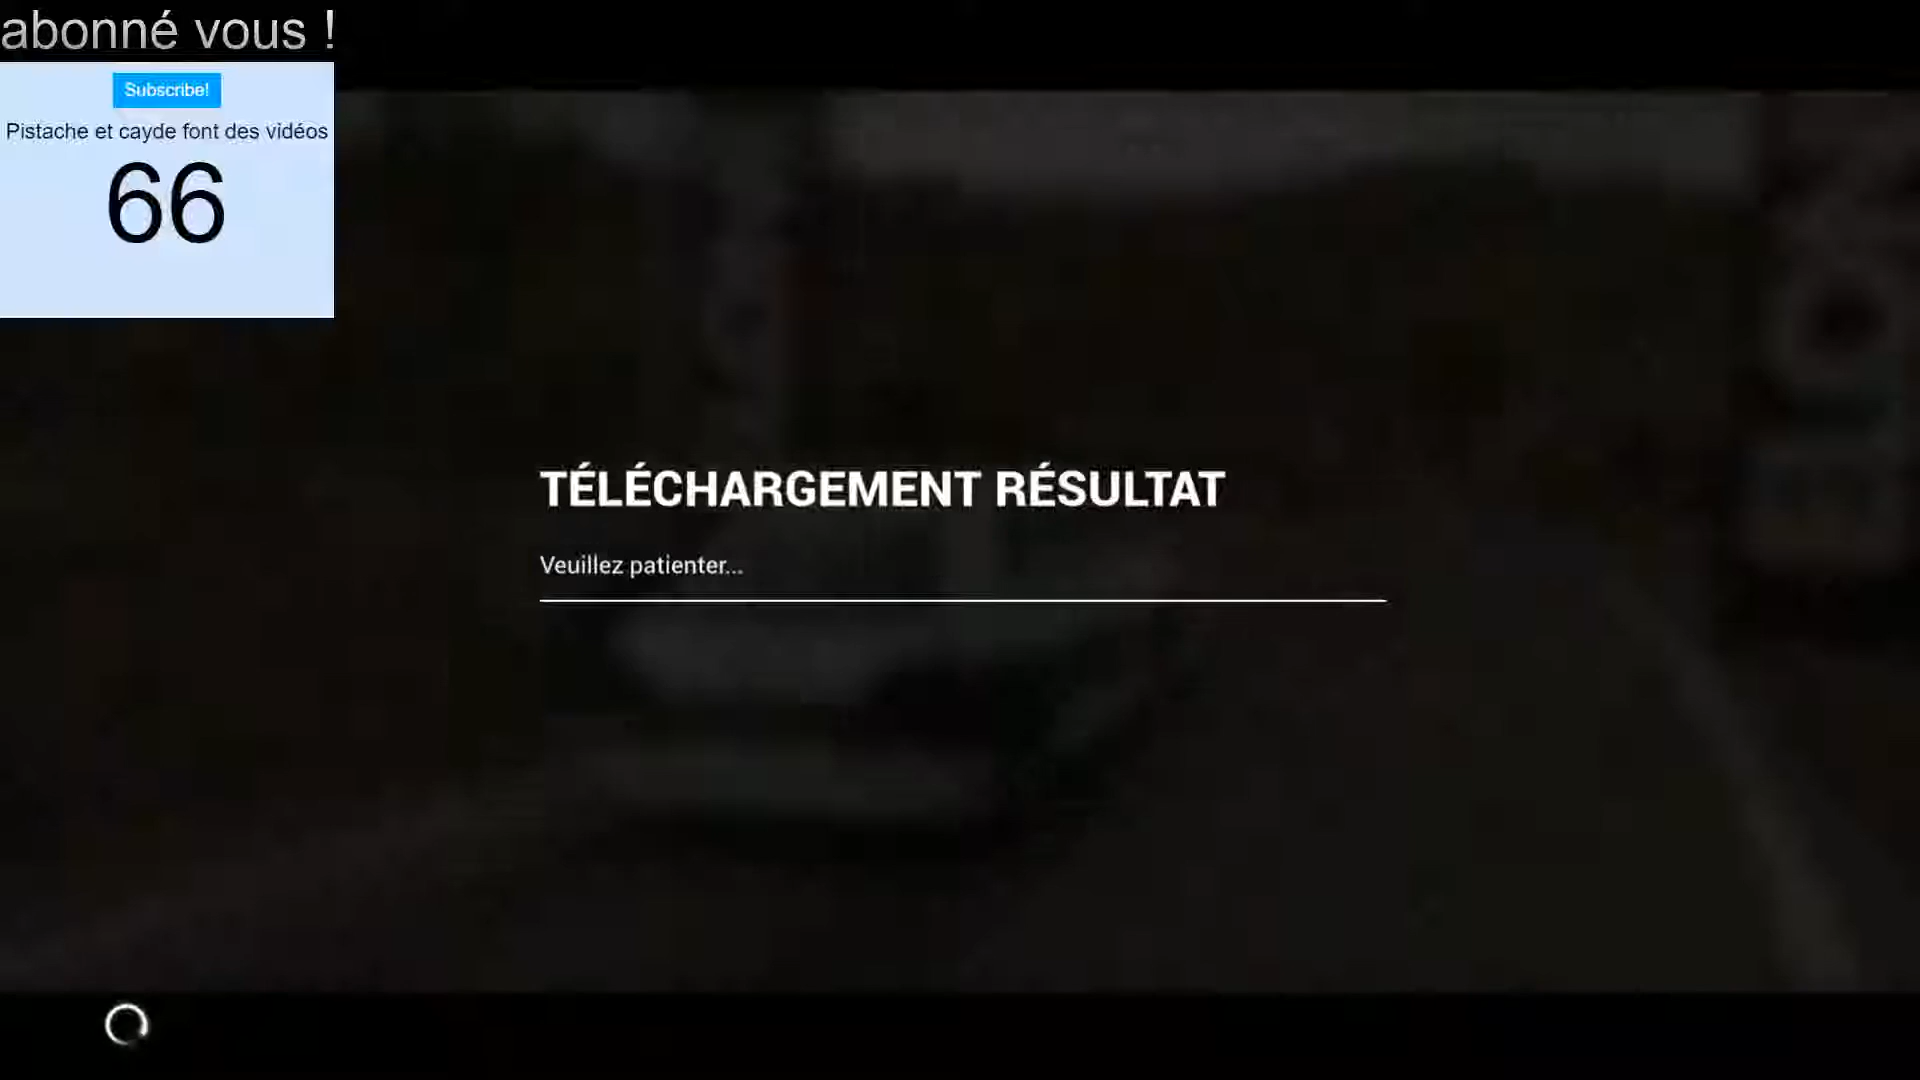 abonné vous !
Subscribe!
Pistache et cayde font des vidéos
66
TÉLÉCHARGEMENT RÉSULTAT
Veuillez patienter...